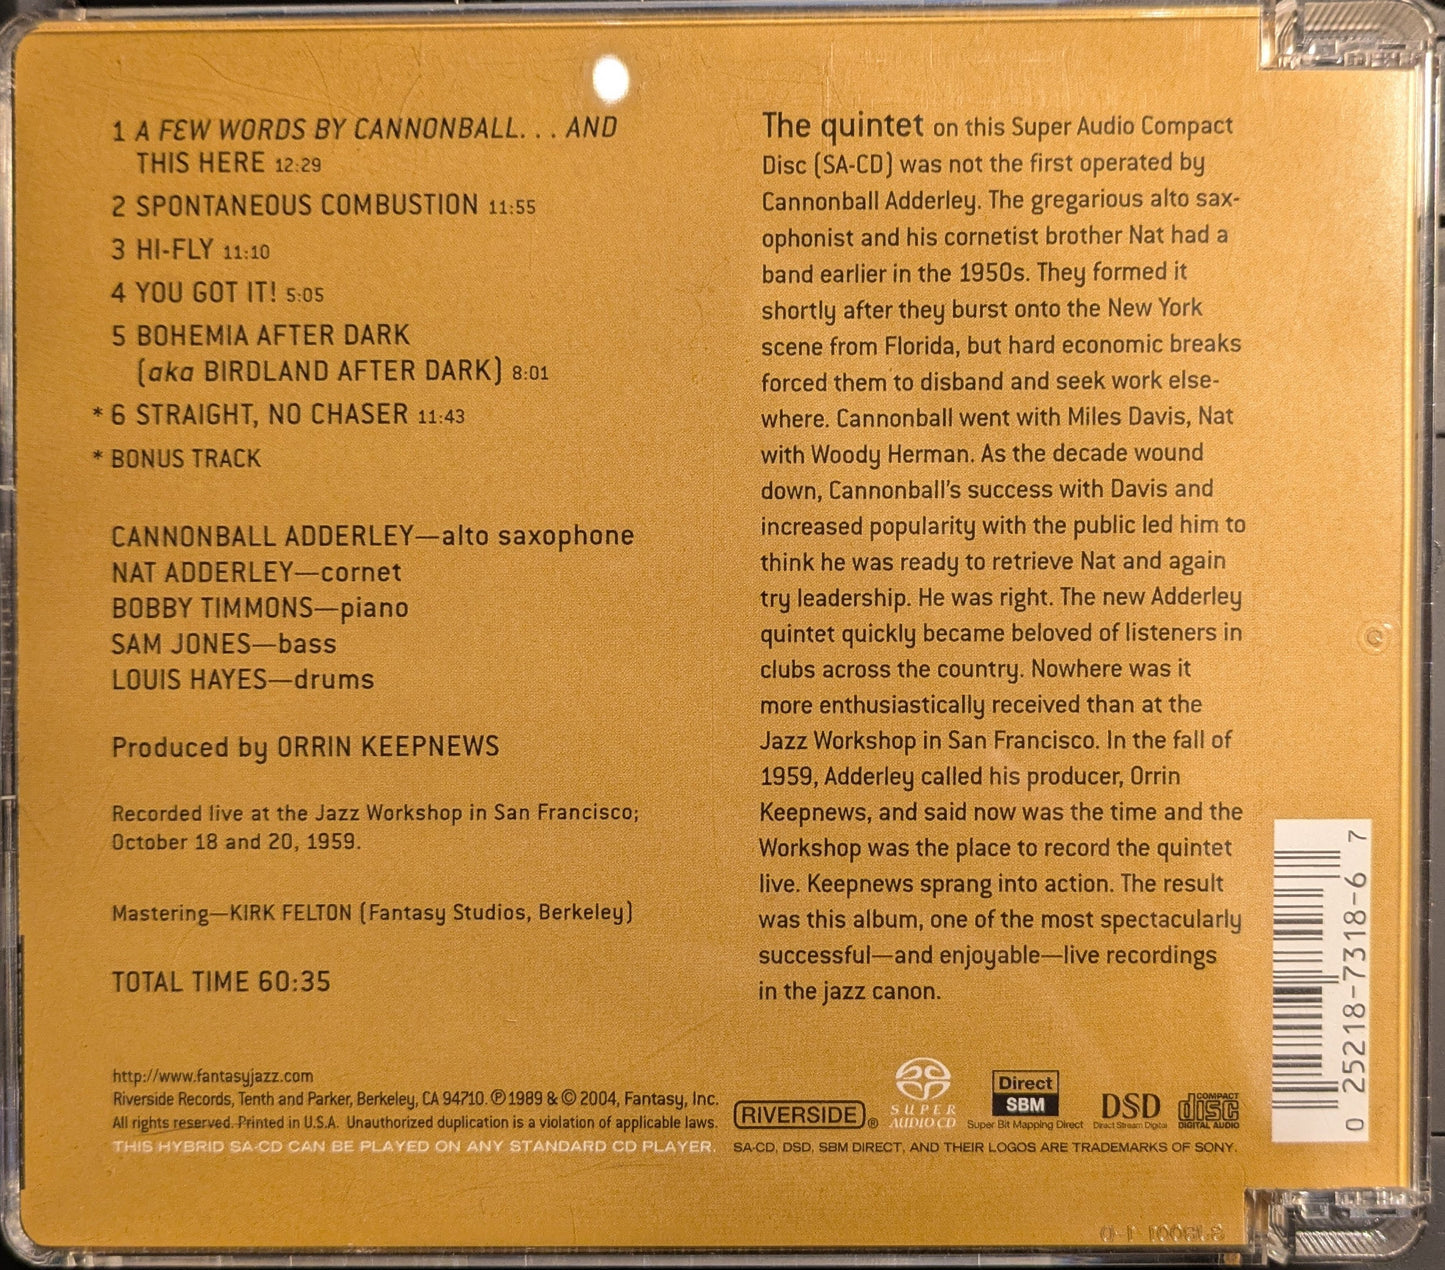 1 A FEW WORDS BY CANNONBALL. . . AND
THIS HERE 12:29
2 SPONTANEOUS COMBUSTION 11:55
3 HI-FLY 11:10
4 YOU GOT IT! 5:05
5 BOHEMIA AFTER DARK
(aka BIRDLAND AFTER DARK) 8:01
* 6 STRAIGHT, NO CHASER 11:43
* BONUS TRACK
CANNONBALL ADDERLEY—alto saxophone
NAT ADDERLEY—cornet
BOBBY TIMMONS—piano
SAM JONES—bass
LOUIS HAYES—drums
Produced by ORRIN KEEPNEWS
Recorded live at the Jazz Workshop in San Francisco;
October 18 and 20, 1959.
Mastering—KIRK FELTON (Fantasy Studios, Berkeley)
TOTAL TIME 60:35
The quintet on this Super Audio Compact
Disc (SA-CD) was not the first operated by
Cannonball Adderley. The gregarious alto sax-
ophonist and his cornetist brother Nat had a
band earlier in the 1950s. They formed it
shortly after they burst onto the New York
scene from Florida, but hard economic breaks
forced them to disband and seek work else-
where. Cannonball went with Miles Davis, Nat
with Woody Herman. As the decade wound
down, Cannonball's success with Davis and
increased popularity with the public led him to
think he was ready to retrieve Nat and again
try leadership. He was right. The new Adderley
quintet quickly became beloved of listeners in
clubs across the country. Nowhere was it
more enthusiastically received than at the
Jazz Workshop in San Francisco. In the fall of
1959, Adderley called his producer, Orrin
Keepnews, and said now was the time and the
Workshop was the place to record the quintet
live. Keepnews sprang into action. The result
was this album, one of the most spectacularly
successful—and enjoyable—live recordings
in the jazz canon.
http://www.fantasyjazz.com
Riverside Records, Tenth and Parker, Berkeley, CA 94710. ℗ 1989 & © 2004, Fantasy, Inc.
All rights reserved. Printed in U.S.A. Unauthorized duplication is a violation of applicable laws.
THIS HYBRID SA-CD CAN BE PLAYED ON ANY STANDARD CD PLAYER.
RIVERSIDE®
SUPER AUDIO CD
Direct SBM
Super Bit Mapping Direct
DSD
Direct Stream Digital
COMPACT disc DIGITAL AUDIO
SA-CD, DSD, SBM DIRECT, AND THEIR LOGOS ARE TRADEMARKS OF SONY.
0 25218-7318-6 7